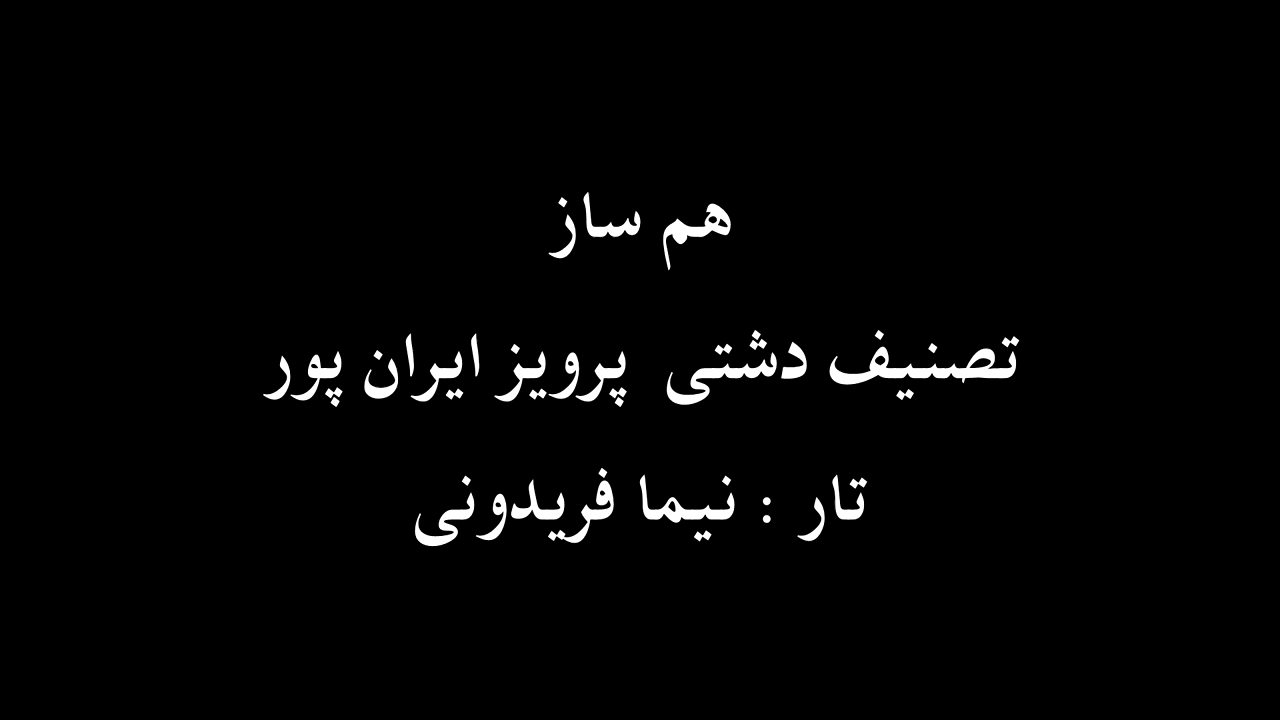 هم ساز
تصنیف دشتی پرویز ایران پور
تار : نیما فریدونی